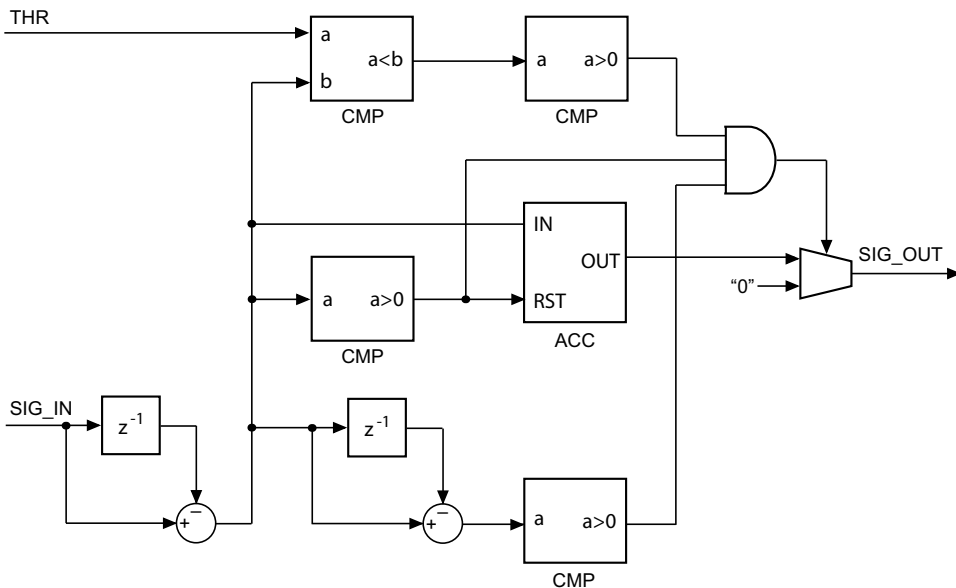 THR
a
a<b
b
CMP
a
a>0
CMP
IN
OUT
RST
ACC
a
a>0
CMP
SIG_OUT
“0”
SIG_IN
z⁻¹
+
−
z⁻¹
+
−
a
a>0
CMP